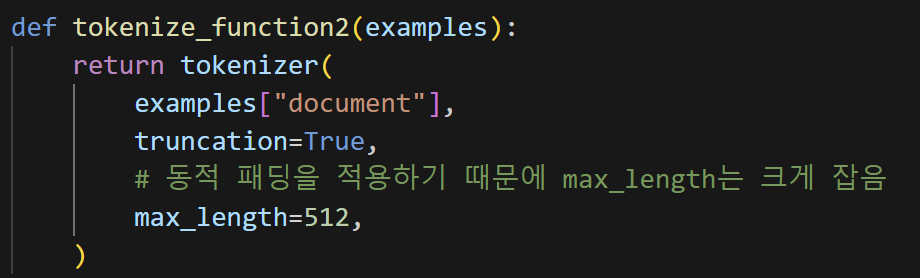 def tokenize_function2(examples):
    return tokenizer(
        examples["document"],
        truncation=True,
        # 동적 패딩을 적용하기 때문에 max_length는 크게 잡음
        max_length=512,
    )